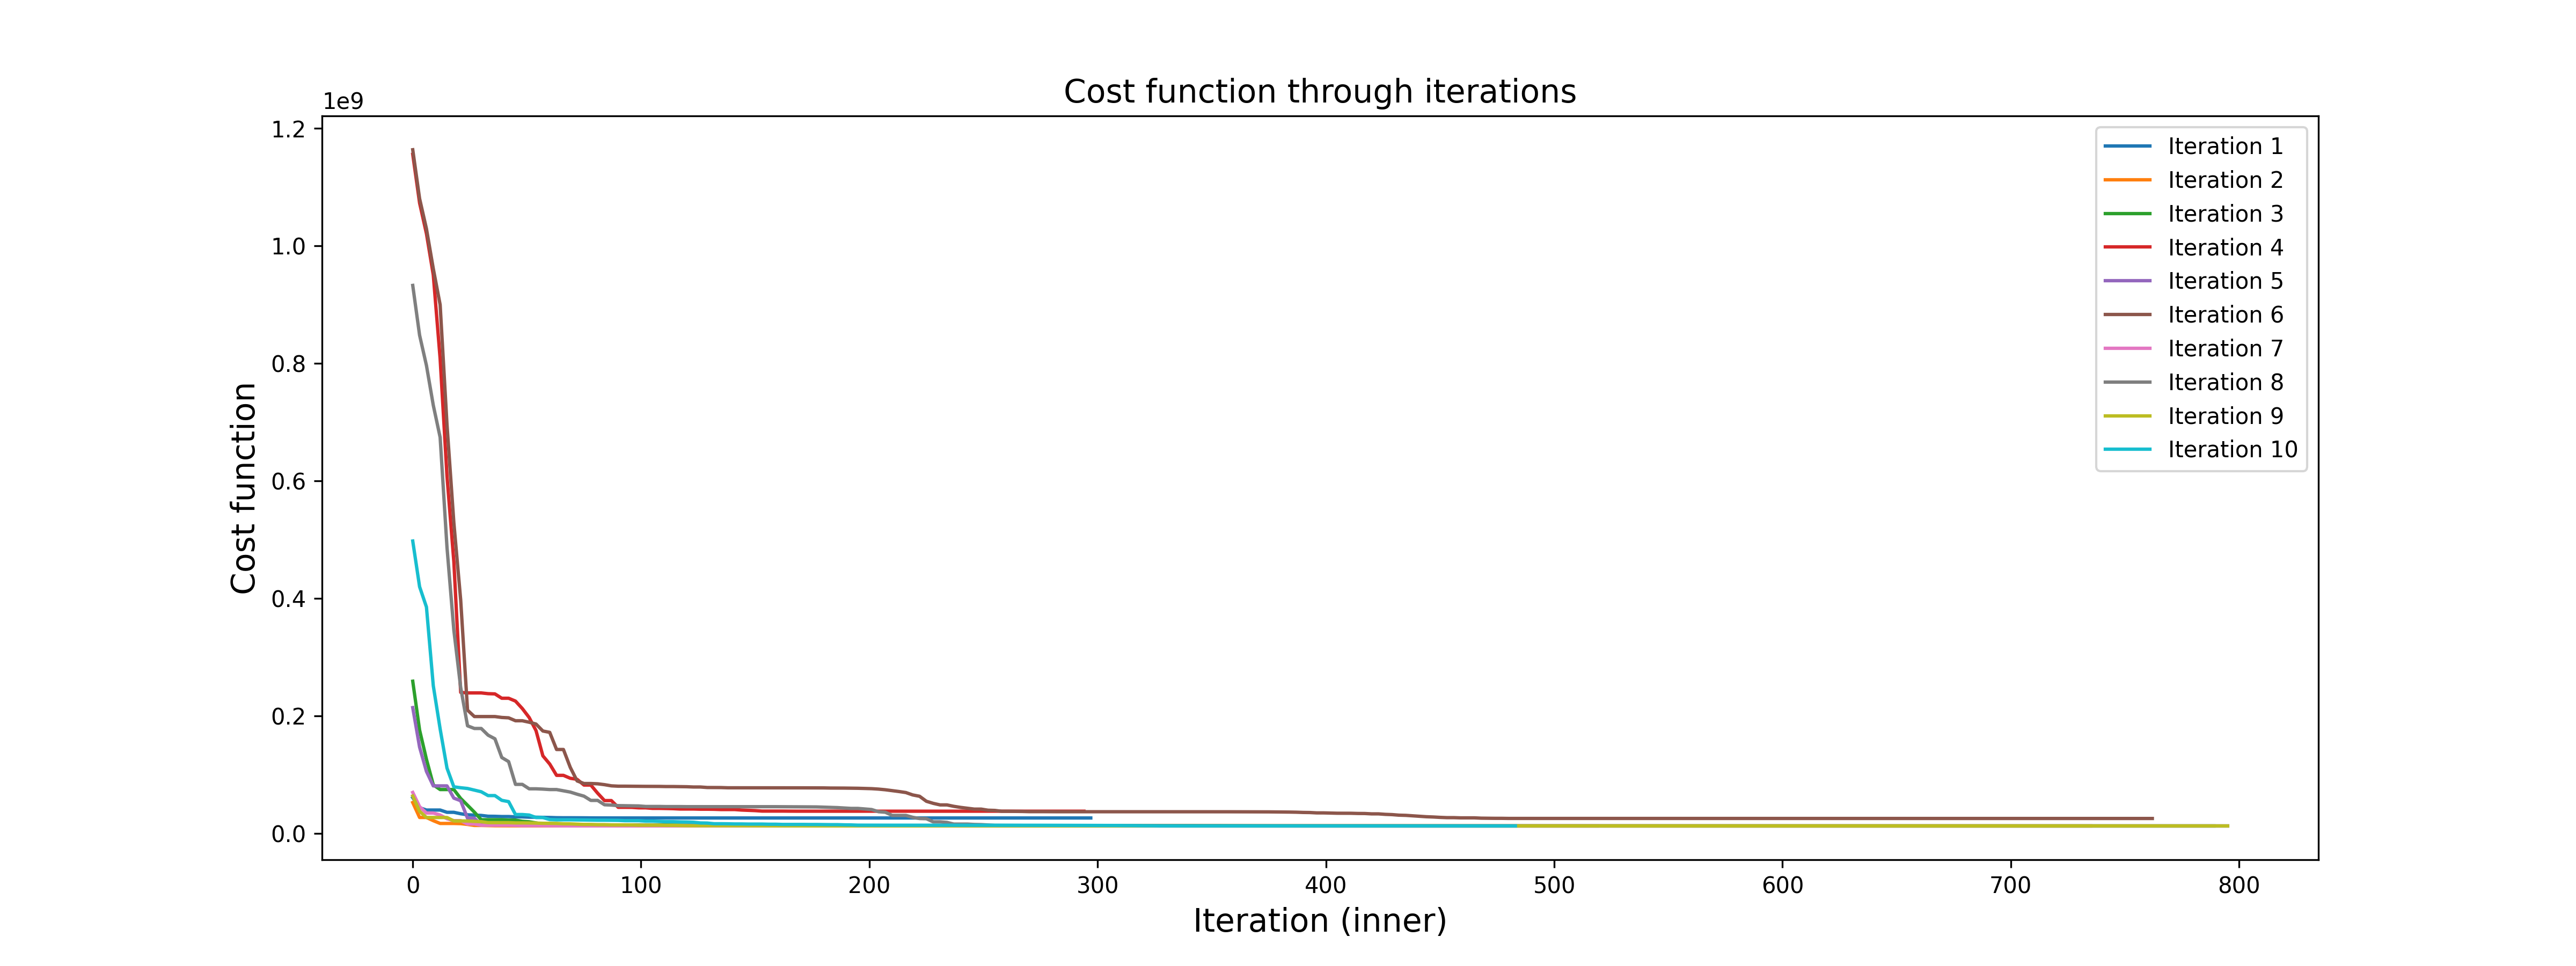 Cost function through iterations
1e9
1.2
1.0
0.8
0.6
0.4
0.2
0.0
Cost function
0 100 200 300 400 500 600 700 800
Iteration (inner)
Iteration 1
Iteration 2
Iteration 3
Iteration 4
Iteration 5
Iteration 6
Iteration 7
Iteration 8
Iteration 9
Iteration 10